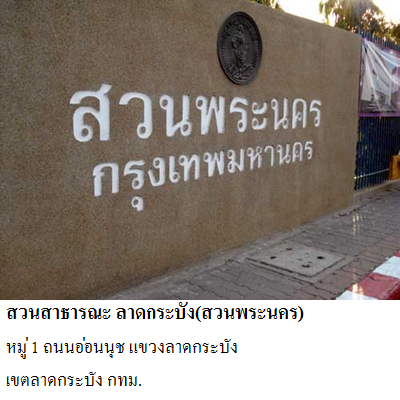 สวนพระนคร
กรุงเทพมหานคร
สวนสาธารณะ ลาดกระบัง(สวนพระนคร)
หมู่ 1 ถนนอ่อนนุช แขวงลาดกระบัง
เขตลาดกระบัง กทม.